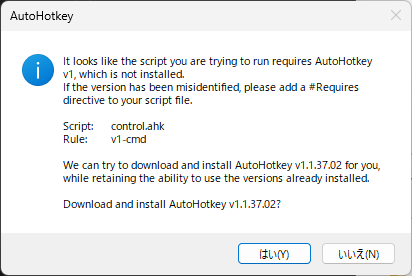 AutoHotkey
It looks like the script you are trying to run requires AutoHotkey
v1, which is not installed.
If the version has been misidentified, please add a #Requires
directive to your script file.
Script: control.ahk
Rule: v1-cmd
We can try to download and install AutoHotkey v1.1.37.02 for you,
while retaining the ability to use the versions already installed.
Download and install AutoHotkey v1.1.37.02?
はい(Y) いいえ(N)